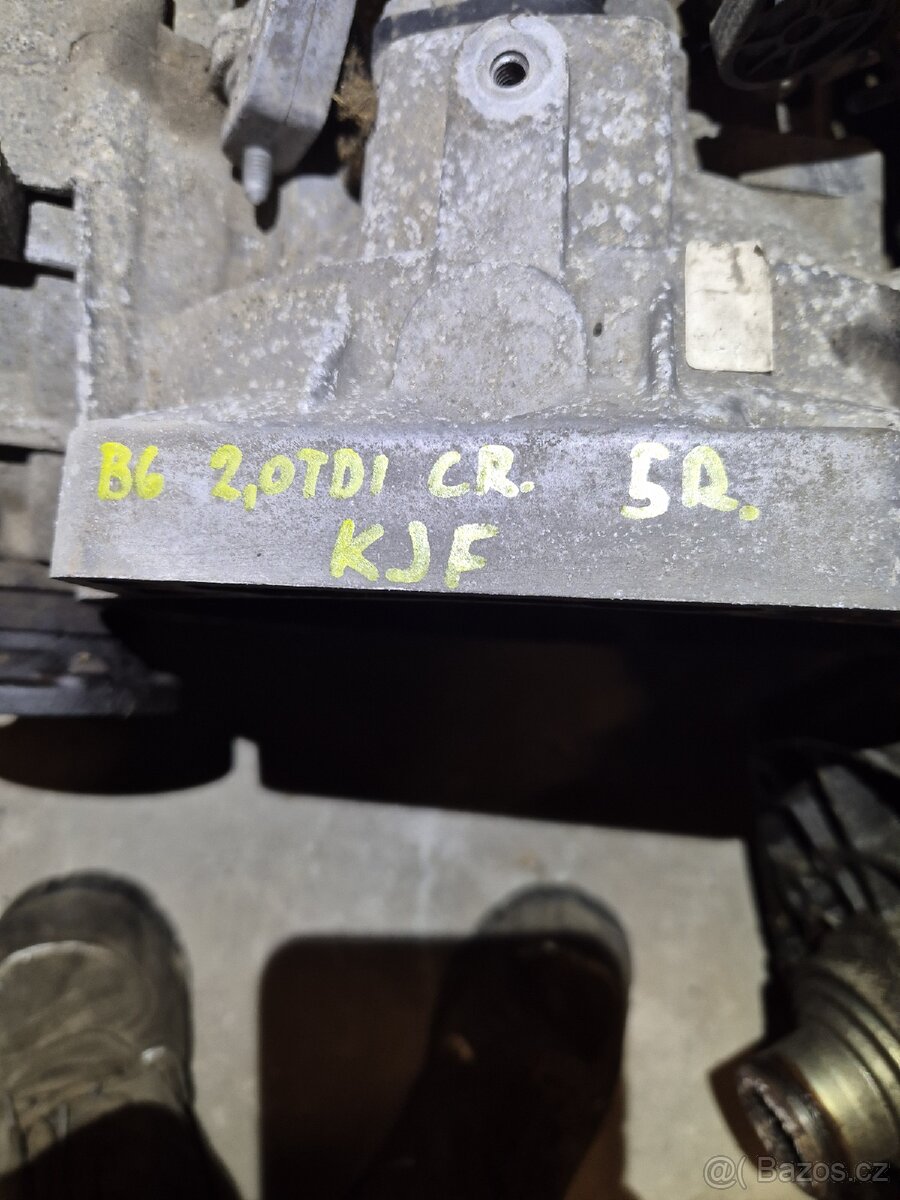 B6 2,0TDI CR. 5Q.
KJF
@( Bazos.cz